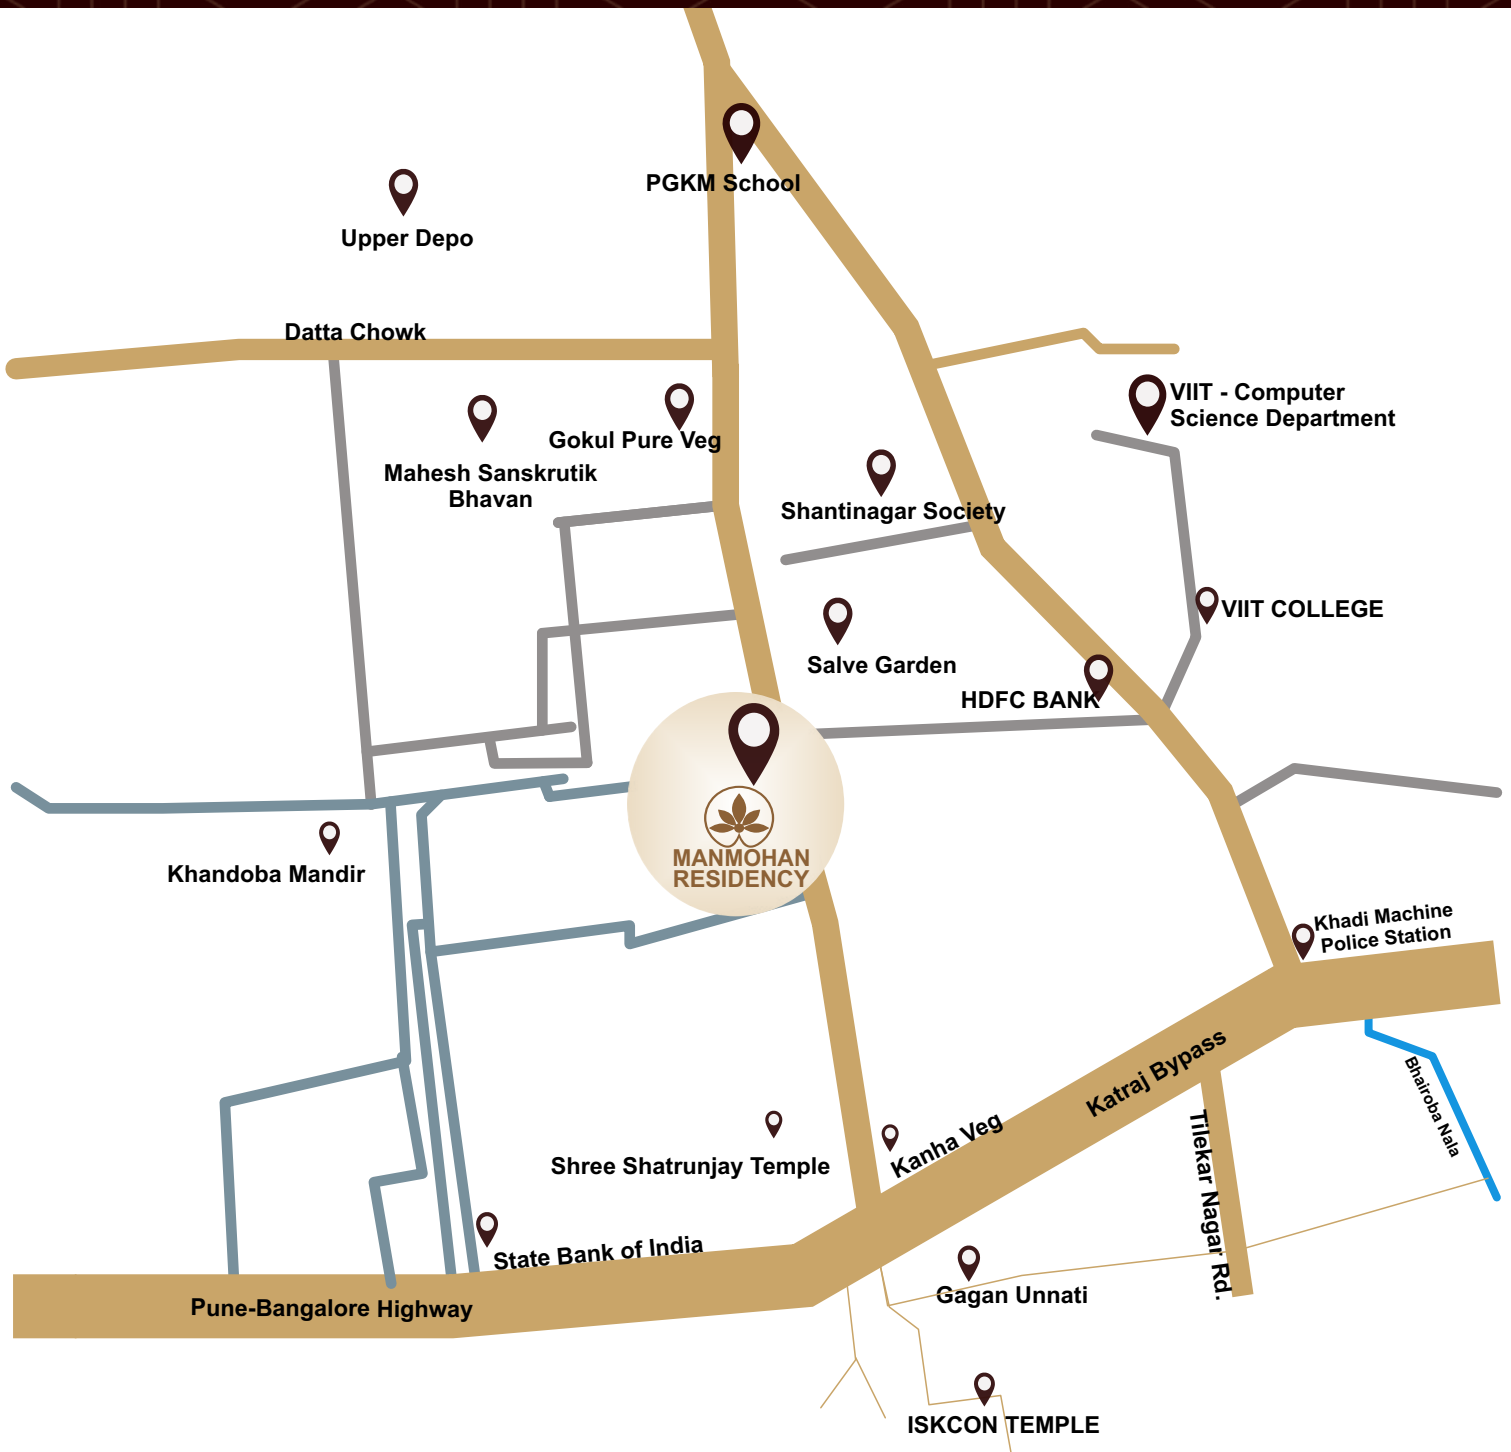 PGKM School
Upper Depo
Datta Chowk
VIIT - Computer
Science Department
Gokul Pure Veg
Mahesh Sanskrutik
Bhavan
Shantinagar Society
VIIT COLLEGE
Salve Garden
HDFC BANK
MANMOHAN
RESIDENCY
Khandoba Mandir
Khadi Machine
Police Station
Katraj Bypass
Bhairoba Nala
Kanha Veg
Shree Shatrunjay Temple
Tilekar Nagar Rd.
State Bank of India
Gagan Unnati
Pune-Bangalore Highway
ISKCON TEMPLE